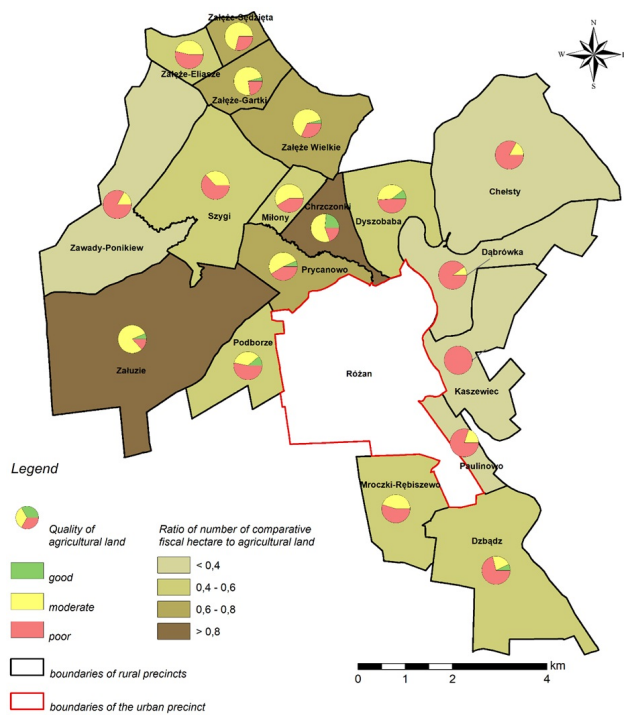 Załęże-Sędzięta
N
E
S
Załęże-Eliasze
Załęże-Gartki
Załęże Wielkie
Chełsty
Szygi
Miłony
Chrzczonki
Dyszobaba
Zawady-Ponikiew
Dąbrówka
Prycanowo
Załuzie
Podborze
Różan
Kaszewiec
Paulinowo
Mroczki-Rębiszewo
Dzbądz
Legend
Quality of
agricultural land
good
moderate
poor
boundaries of rural precincts
boundaries of the urban precinct
Ratio of number of comparative
fiscal hectare to agricultural land
< 0,4
0,4 - 0,6
0,6 - 0,8
> 0,8
km
0 0.5 1 2 3 4